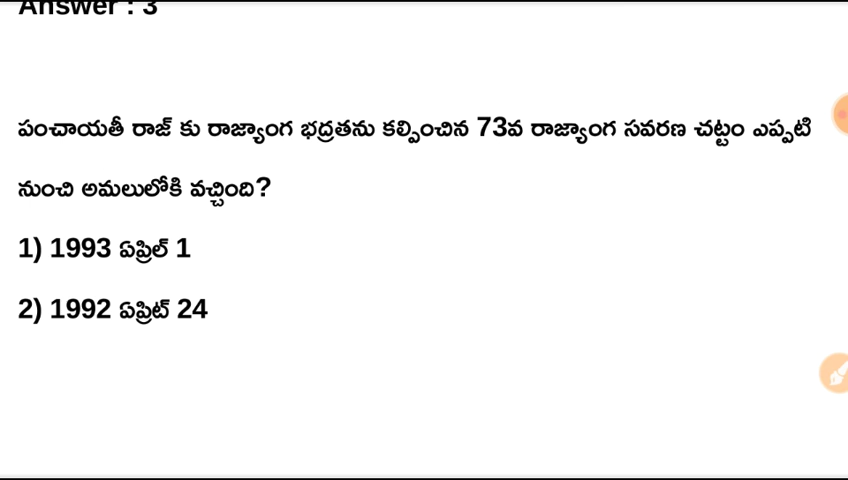 Answer : 3
పంచాయతీ రాజ్ కు రాజ్యాంగ భద్రతను కల్పించిన 73వ రాజ్యాంగ సవరణ చట్టం ఎప్పటి
నుంచి అమలులోకి వచ్చింది?
1) 1993 ఏప్రిల్ 1
2) 1992 ఏప్రిట్ 24